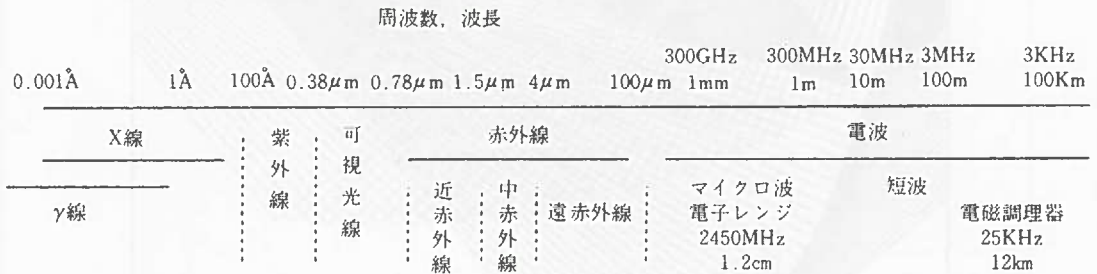 周波数, 波長
300GHz 300MHz 30MHz 3MHz 3KHz
0.001Å 1Å 100Å 0.38μm 0.78μm 1.5μm 4μm 100μm 1mm 1m 10m 100m 100Km
X線 紫外線 可視光線 赤外線 電波
γ線 近赤外線 中赤外線 遠赤外線 マイクロ波 短波
電子レンジ 電磁調理器
2450MHz 25KHz
1.2cm 12km